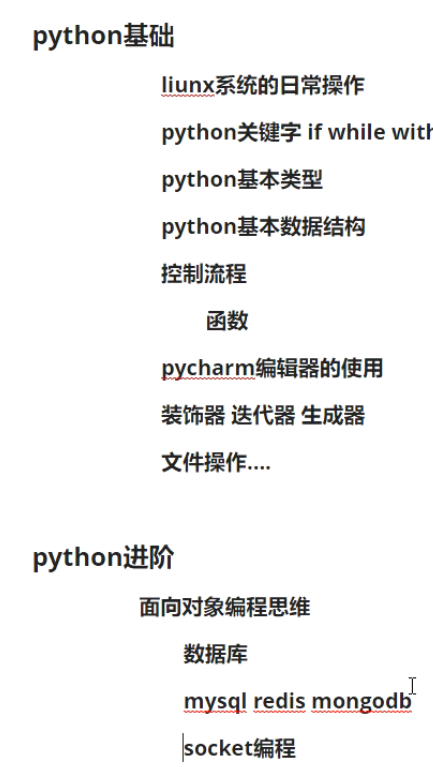 python基础
liunx系统的日常操作
python关键字 if while with
python基本类型
python基本数据结构
控制流程
函数
pycharm编辑器的使用
装饰器 迭代器 生成器
文件操作....
python进阶
面向对象编程思维
数据库
mysql redis mongodb
socket编程